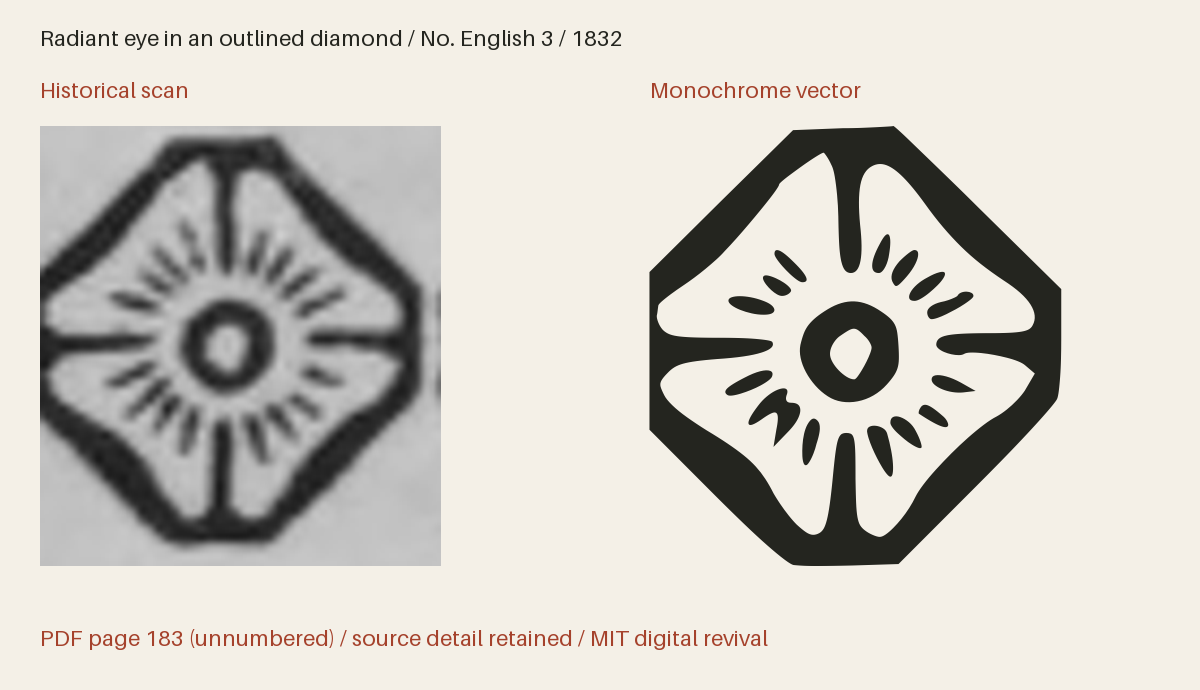 Radiant eye in an outlined diamond / No. English 3 / 1832
Historical scan
Monochrome vector
PDF page 183 (unnumbered) / source detail retained / MIT digital revival